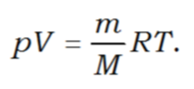 pV = m/M RT.